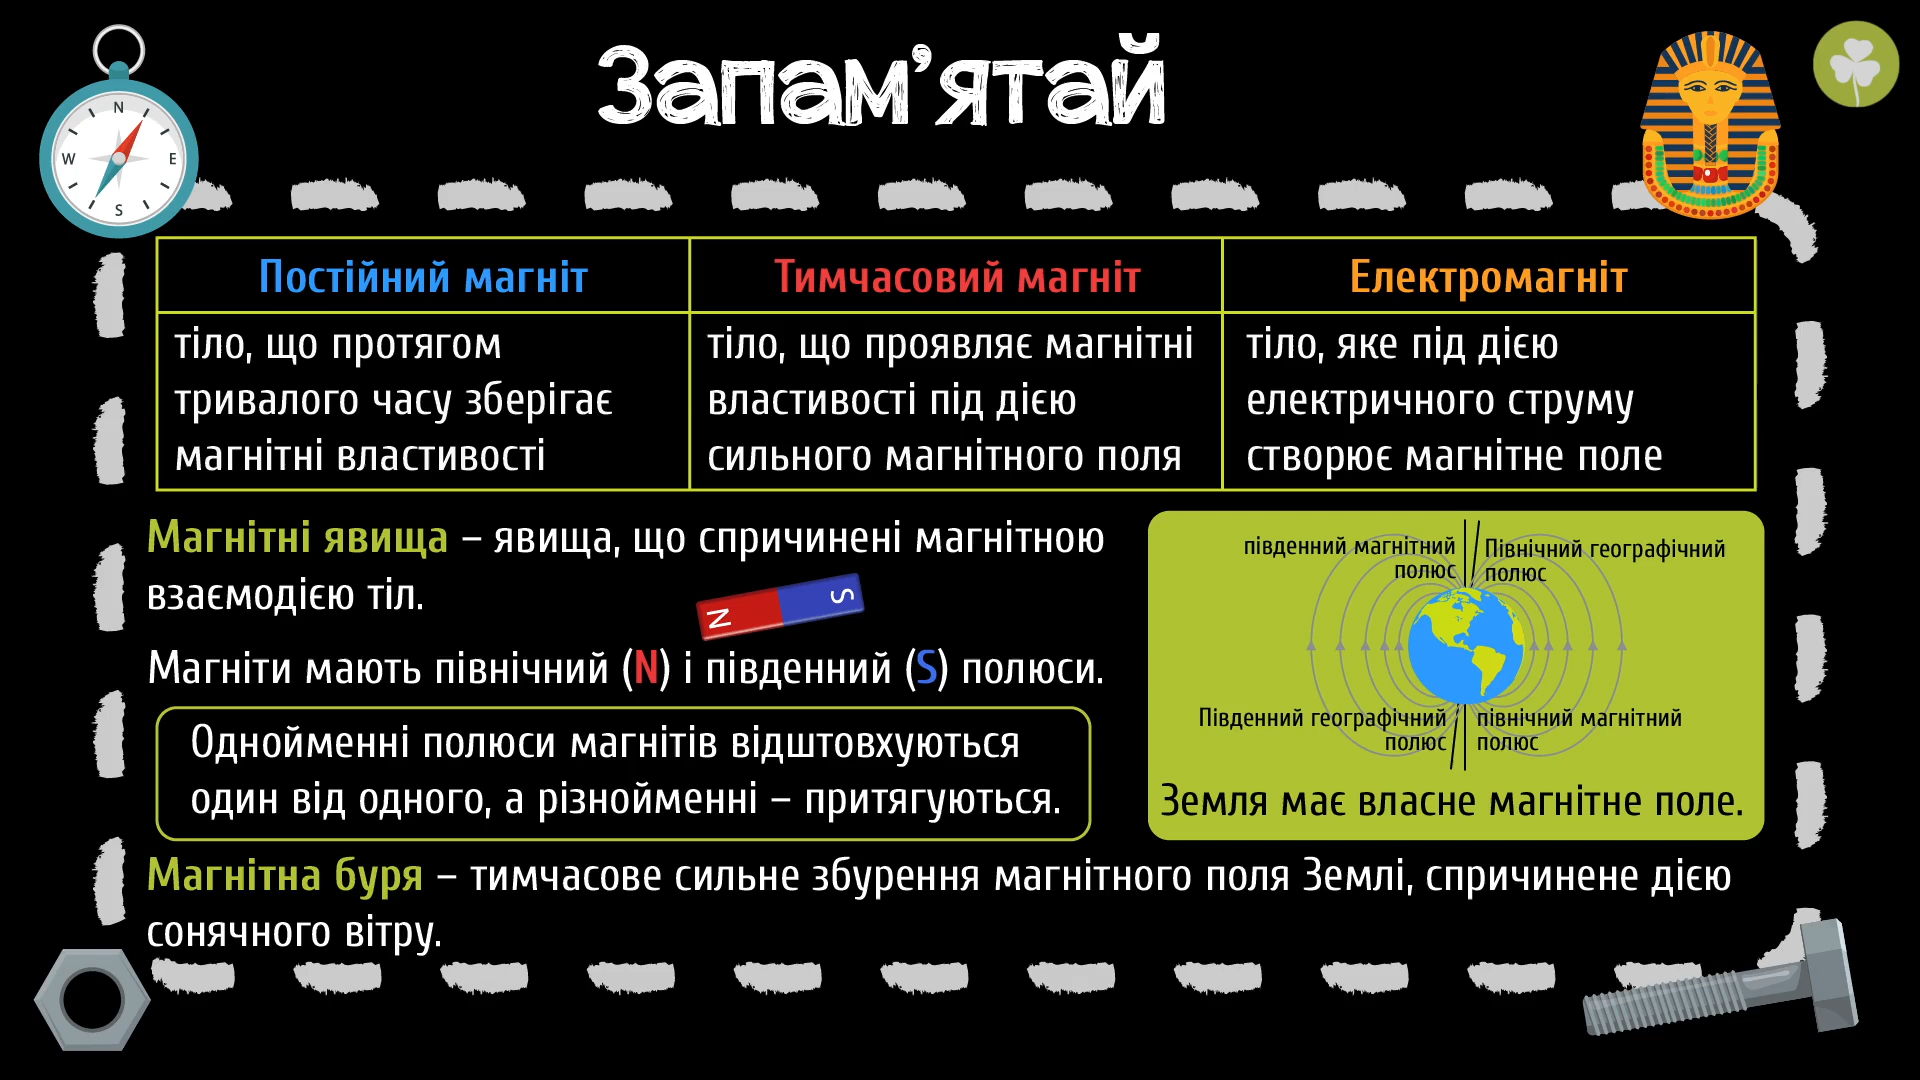 Запам’ятай
N
W
E
S
Постійний магніт
Тимчасовий магніт
Електромагніт
тіло, що протягом
тривалого часу зберігає
магнітні властивості
тіло, що проявляє магнітні
властивості під дією
сильного магнітного поля
тіло, яке під дією
електричного струму
створює магнітне поле
Магнітні явища – явища, що спричинені магнітною
взаємодією тіл.
N S
Магніти мають північний (N) і південний (S) полюси.
Однойменні полюси магнітів відштовхуються
один від одного, а різнойменні – притягуються.
південний магнітний
полюс
Північний географічний
полюс
Південний географічний
полюс
північний магнітний
полюс
Земля має власне магнітне поле.
Магнітна буря – тимчасове сильне збурення магнітного поля Землі, спричинене дією
сонячного вітру.